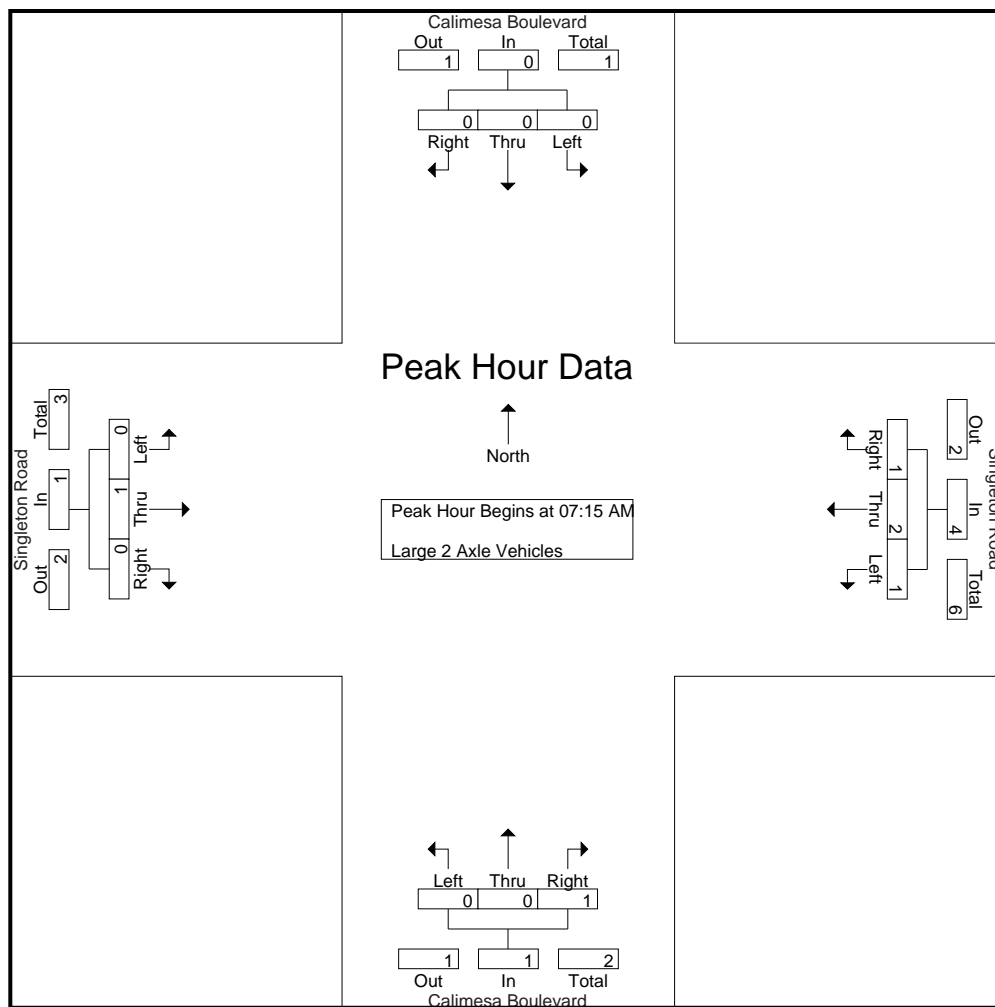 Calimesa Boulevard
Out In Total
1 0 1
0 0 0
Right Thru Left
Peak Hour Data
North
Peak Hour Begins at 07:15 AM
Large 2 Axle Vehicles
Singleton Road
Out In Total
2 1 3
Right Thru Left
0 1 0
Singleton Road
Out In Total
2 4 6
Right Thru Left
1 2 1
Left Thru Right
0 0 1
1 1 2
Out In Total
Calimesa Boulevard